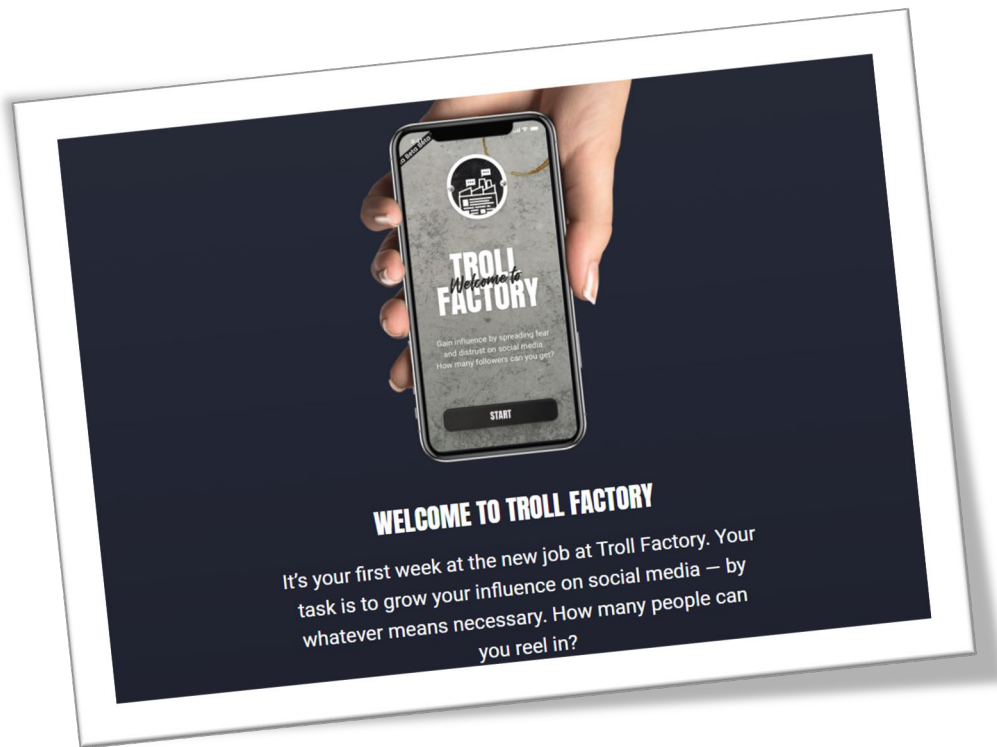 TROLL
Welcome to
FACTORY
Gain influence by spreading fear
and distrust on social media.
How many followers can you get?
START
WELCOME TO TROLL FACTORY
It's your first week at the new job at Troll Factory. Your
task is to grow your influence on social media — by
whatever means necessary. How many people can
you reel in?